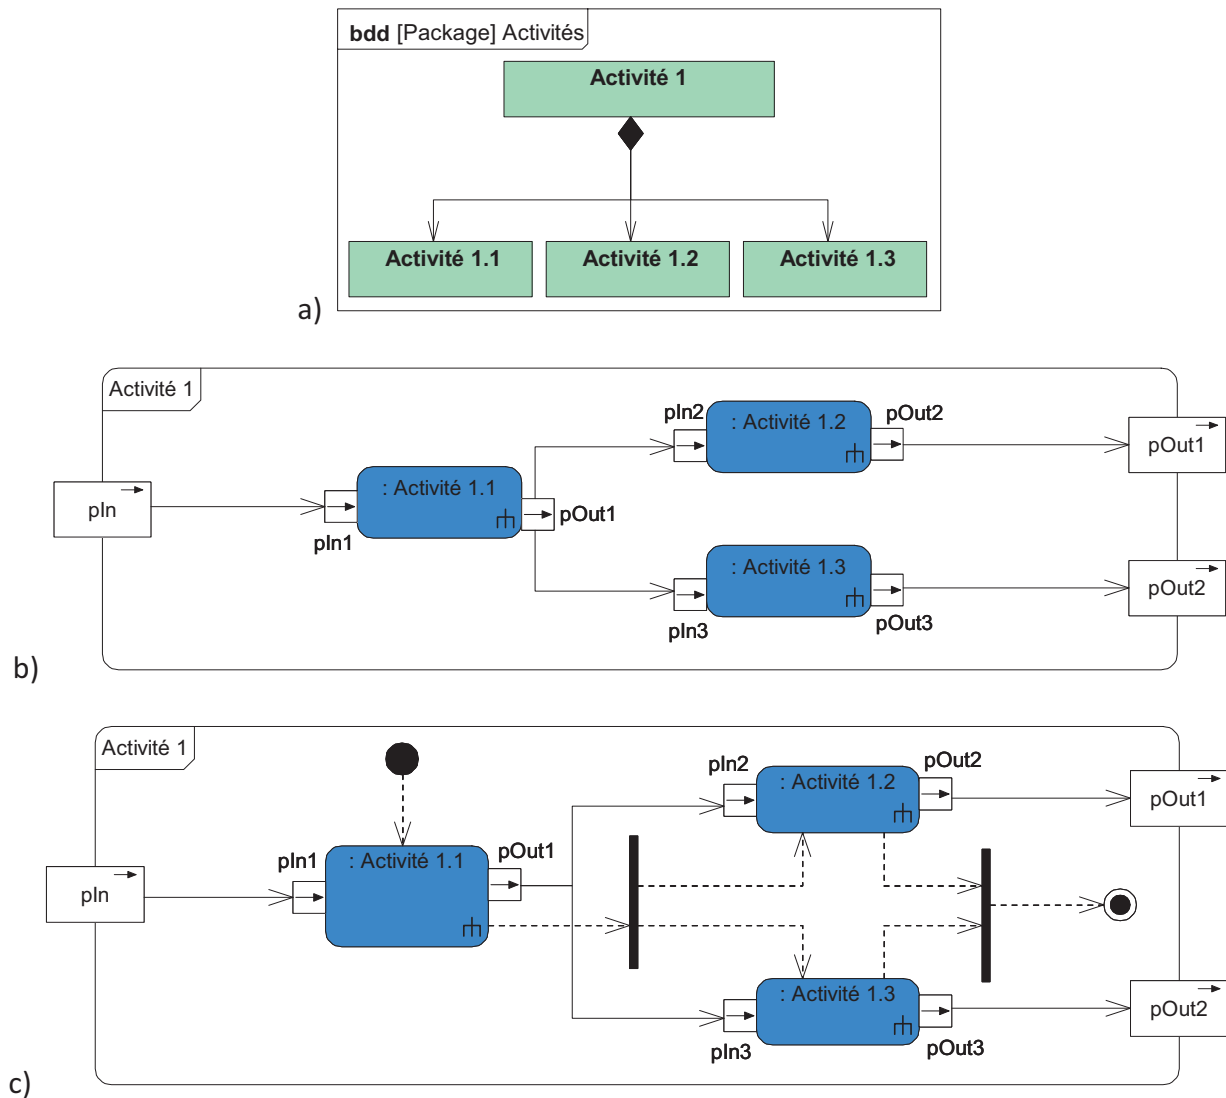 bdd [Package] Activités
Activité 1
Activité 1.1
Activité 1.2
Activité 1.3
a)
Activité 1
pIn
pIn1
: Activité 1.1
pOut1
pIn2
: Activité 1.2
pOut2
pOut1
pIn3
: Activité 1.3
pOut3
pOut2
b)
Activité 1
pIn
pIn1
: Activité 1.1
pOut1
pIn2
: Activité 1.2
pOut2
pOut1
pIn3
: Activité 1.3
pOut3
pOut2
c)